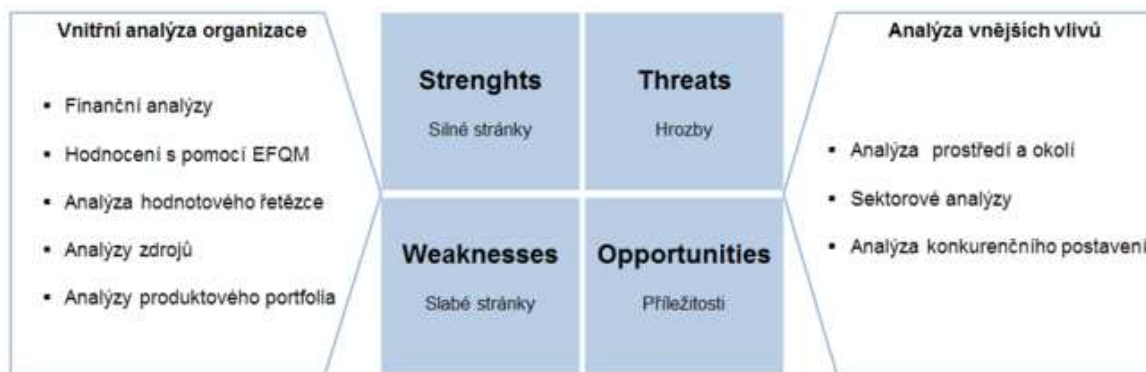 Vnitřní analýza organizace
▪ Finanční analýzy
▪ Hodnocení s pomocí EFQM
▪ Analýza hodnotového řetězce
▪ Analýzy zdrojů
▪ Analýzy produktového portfolia
Strenghts
Silné stránky
Threats
Hrozby
Weaknesses
Slabé stránky
Opportunities
Příležitosti
Analýza vnějších vlivů
▪ Analýza prostředí a okolí
▪ Sektorové analýzy
▪ Analýza konkurenčního postavení